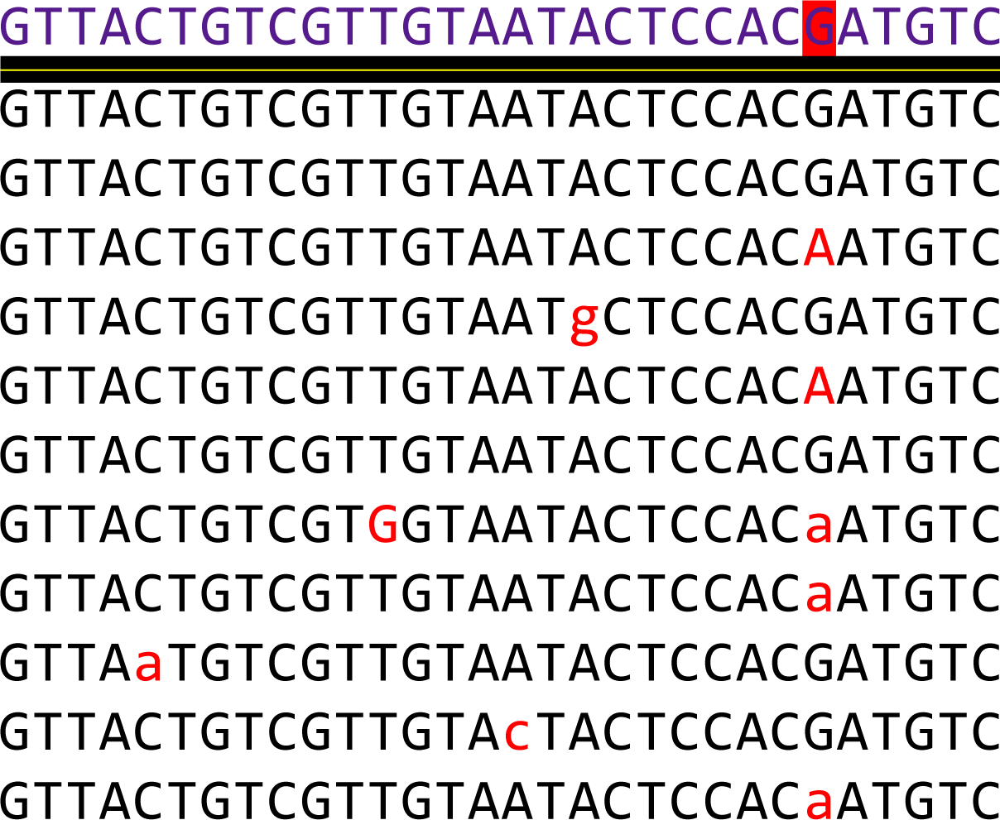 GTTACTGTCGTTGTAATACTCCACGATGTC
GTTACTGTCGTTGTAATACTCCACGATGTC
GTTACTGTCGTTGTAATACTCCACGATGTC
GTTACTGTCGTTGTAATACTCCACAATGTC
GTTACTGTCGTTGTAATgCTCCACGATGTC
GTTACTGTCGTTGTAATACTCCACAATGTC
GTTACTGTCGTTGTAATACTCCACGATGTC
GTTACTGTCGTGGTAATACTCCACaATGTC
GTTACTGTCGTTGTAATACTCCACaATGTC
GTTAaTGTCGTTGTAATACTCCACGATGTC
GTTACTGTCGTTGTAcTACTCCACGATGTC
GTTACTGTCGTTGTAATACTCCACaATGTC